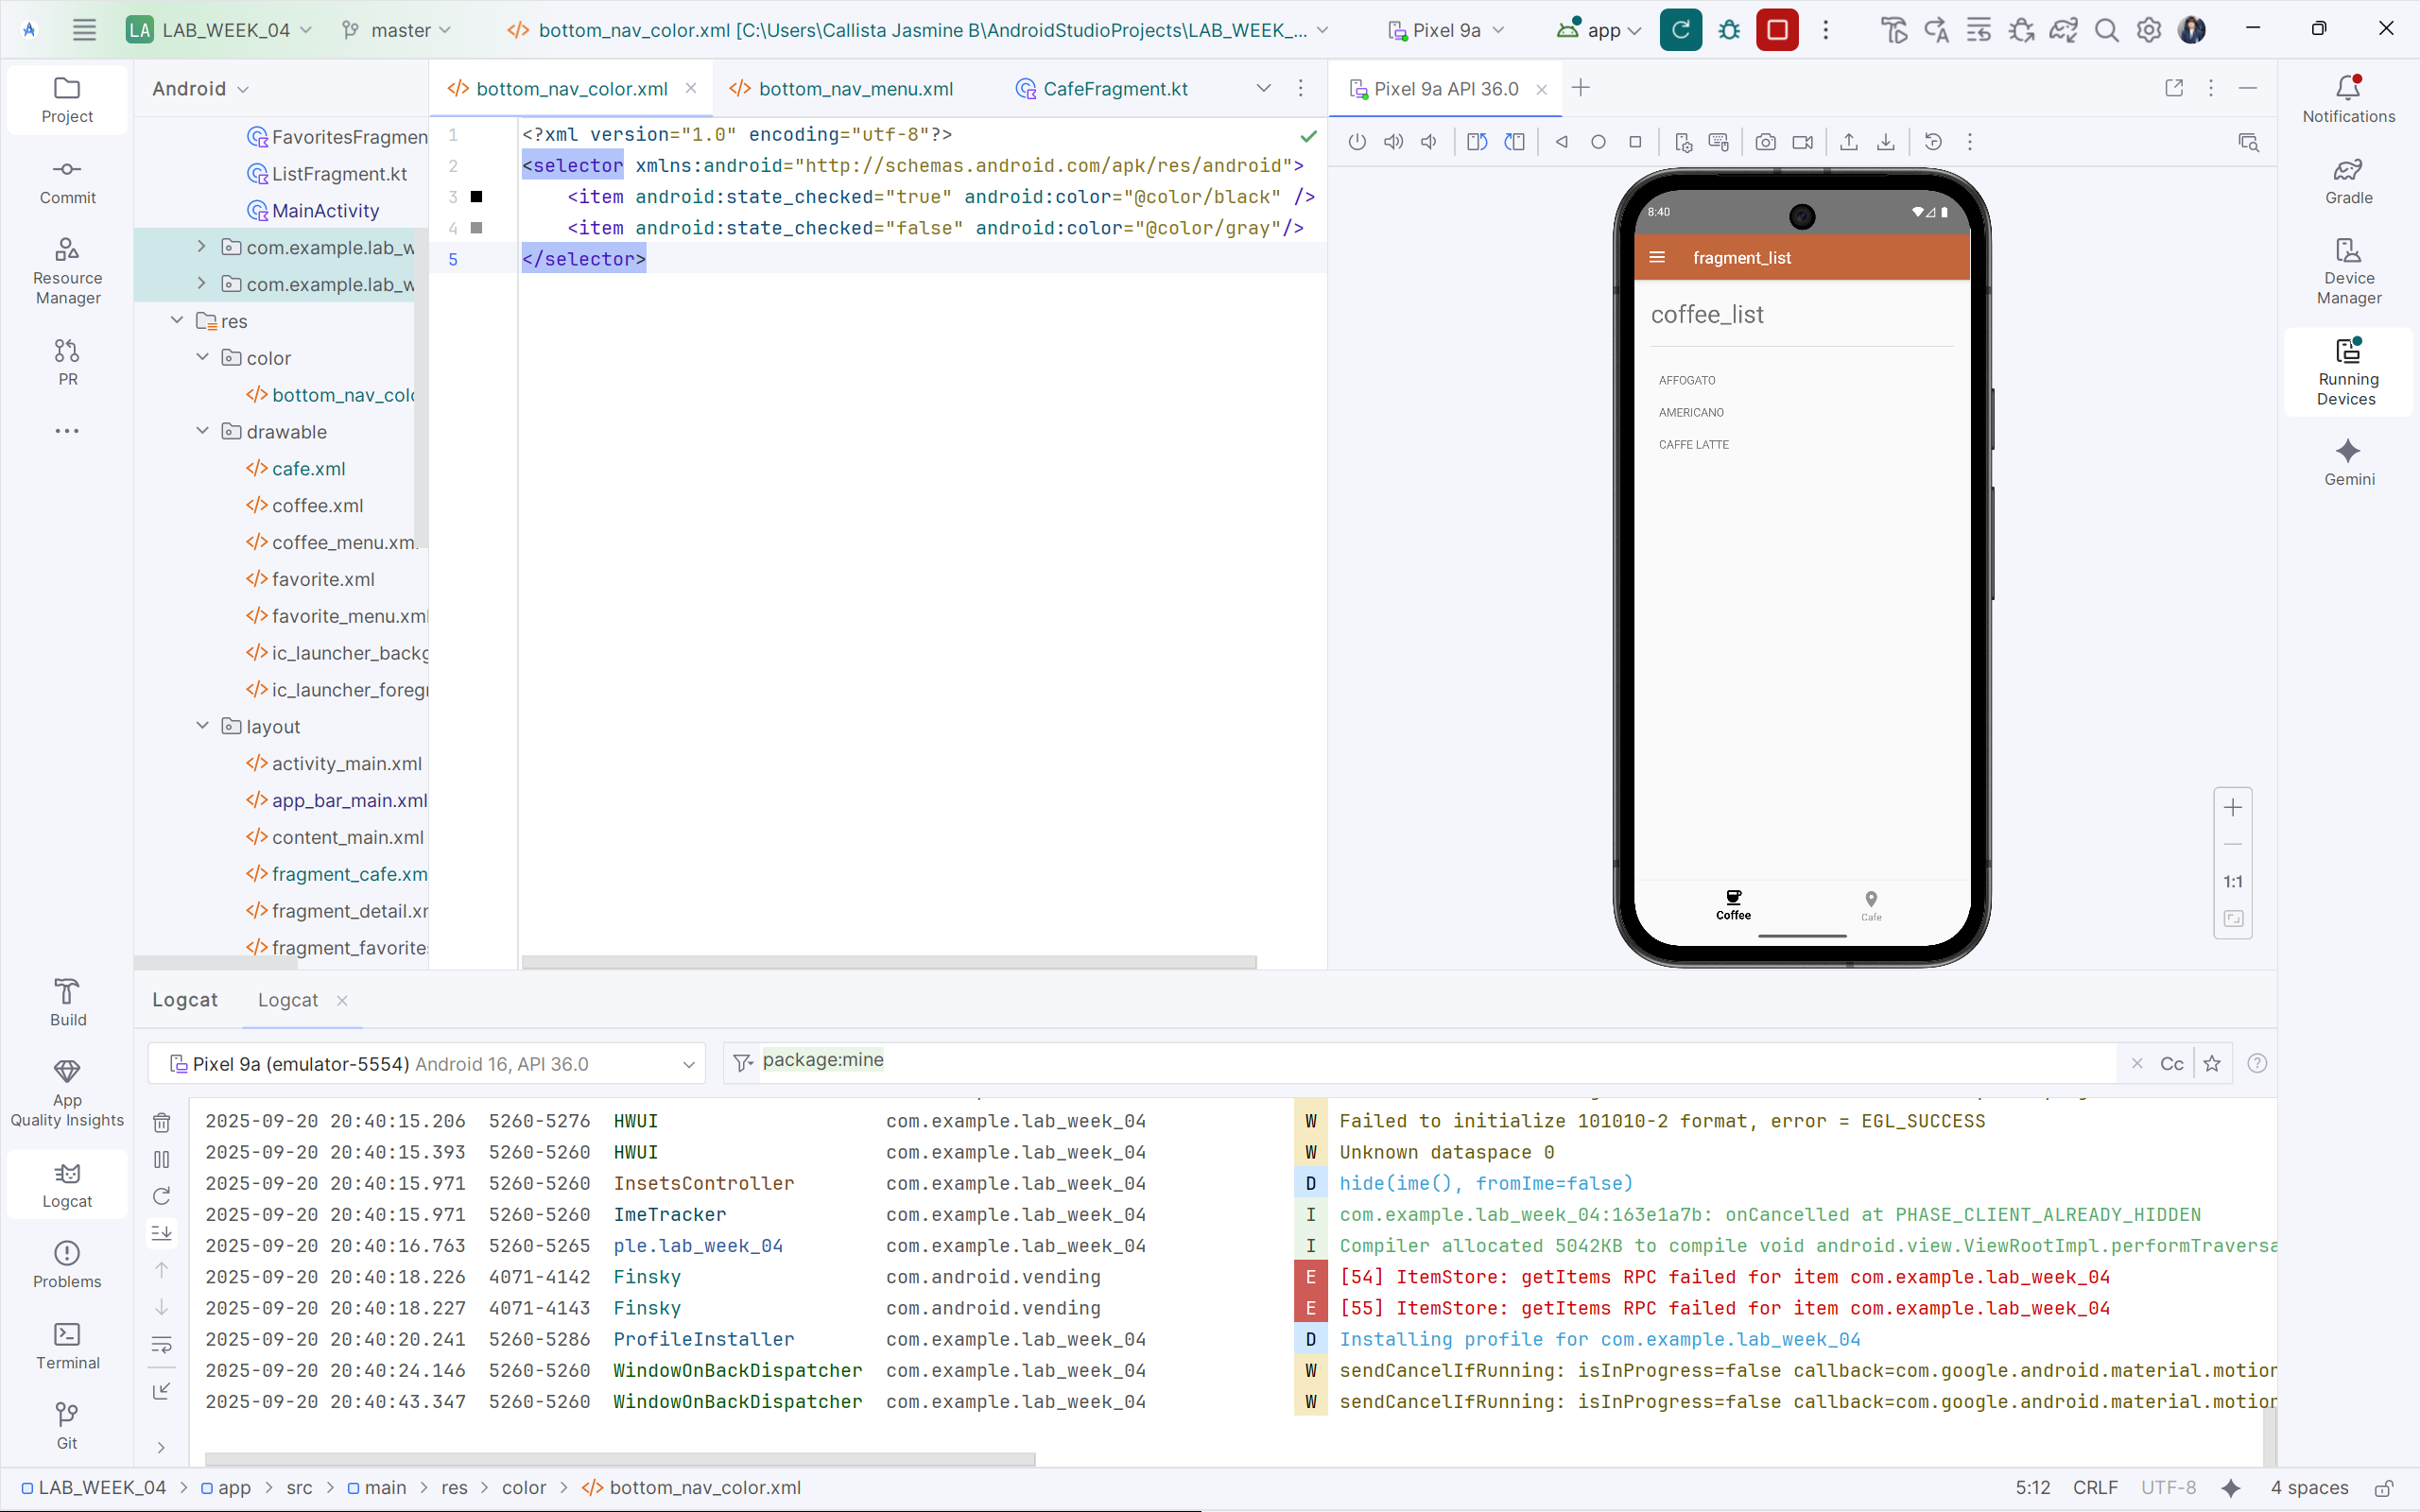 LA LAB_WEEK_04
master
bottom_nav_color.xml [C:\Users\Callista Jasmine B\AndroidStudioProjects\LAB_WEEK_...
Pixel 9a
app
Project
Commit
Resource
Manager
PR
Android
FavoritesFragmen
ListFragment.kt
MainActivity
com.example.lab_w
com.example.lab_w
res
color
bottom_nav_colo
drawable
cafe.xml
coffee.xml
coffee_menu.xm
favorite.xml
favorite_menu.xml
ic_launcher_backg
ic_launcher_foregr
layout
activity_main.xml
app_bar_main.xml
content_main.xml
fragment_cafe.xm
fragment_detail.xm
fragment_favorites
bottom_nav_color.xml
bottom_nav_menu.xml
CafeFragment.kt
1 <?xml version="1.0" encoding="utf-8"?>
2 <selector xmlns:android="http://schemas.android.com/apk/res/android">
3 <item android:state_checked="true" android:color="@color/black" />
4 <item android:state_checked="false" android:color="@color/gray"/>
5 </selector>
Pixel 9a API 36.0
8:40
fragment_list
coffee_list
AFFOGATO
AMERICANO
CAFFE LATTE
Coffee
Cafe
1:1
Notifications
Gradle
Device
Manager
Running
Devices
Gemini
Build
App
Quality Insights
Logcat
Problems
Terminal
Git
Logcat
Logcat
Pixel 9a (emulator-5554) Android 16, API 36.0
package:mine
Cc
2025-09-20 20:40:15.206 5260-5276 HWUI com.example.lab_week_04 W Failed to initialize 101010-2 format, error = EGL_SUCCESS
2025-09-20 20:40:15.393 5260-5260 HWUI com.example.lab_week_04 W Unknown dataspace 0
2025-09-20 20:40:15.971 5260-5260 InsetsController com.example.lab_week_04 D hide(ime(), fromIme=false)
2025-09-20 20:40:15.971 5260-5260 ImeTracker com.example.lab_week_04 I com.example.lab_week_04:163e1a7b: onCancelled at PHASE_CLIENT_ALREADY_HIDDEN
2025-09-20 20:40:16.763 5260-5265 ple.lab_week_04 com.example.lab_week_04 I Compiler allocated 5042KB to compile void android.view.ViewRootImpl.performTraversa
2025-09-20 20:40:18.226 4071-4142 Finsky com.android.vending E [54] ItemStore: getItems RPC failed for item com.example.lab_week_04
2025-09-20 20:40:18.227 4071-4143 Finsky com.android.vending E [55] ItemStore: getItems RPC failed for item com.example.lab_week_04
2025-09-20 20:40:20.241 5260-5286 ProfileInstaller com.example.lab_week_04 D Installing profile for com.example.lab_week_04
2025-09-20 20:40:24.146 5260-5260 WindowOnBackDispatcher com.example.lab_week_04 W sendCancelIfRunning: isInProgress=false callback=com.google.android.material.motion
2025-09-20 20:40:43.347 5260-5260 WindowOnBackDispatcher com.example.lab_week_04 W sendCancelIfRunning: isInProgress=false callback=com.google.android.material.motion
LAB_WEEK_04 > app > src > main > res > color > bottom_nav_color.xml
5:12 CRLF UTF-8 4 spaces